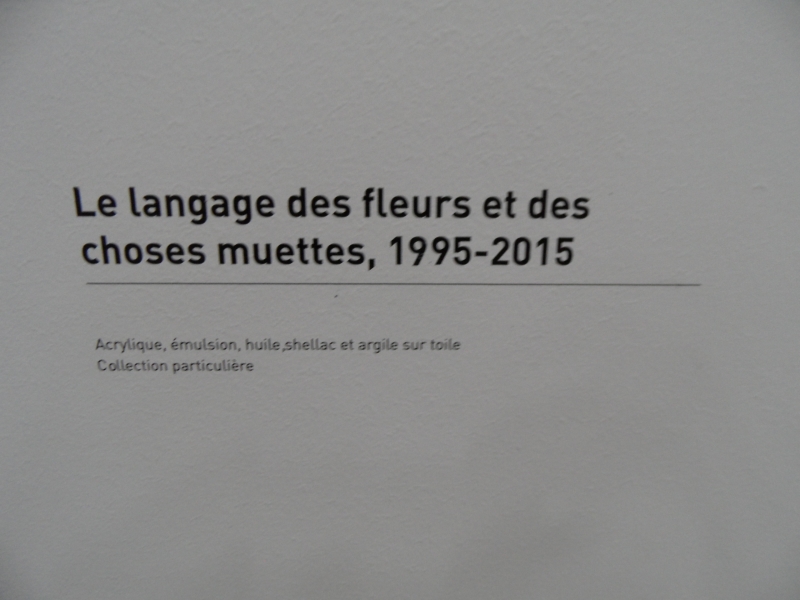 Le langage des fleurs et des
choses muettes, 1995-2015
Acrylique, émulsion, huile,shellac et argile sur toile
Collection particulière